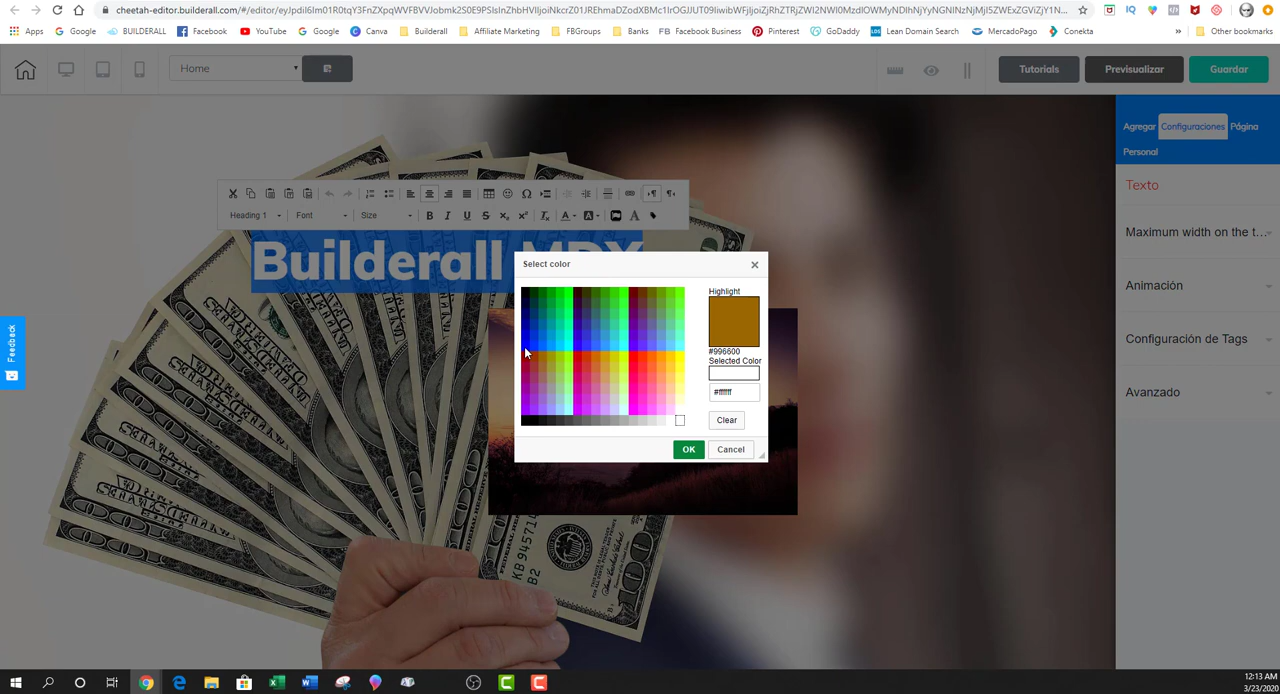 cheetah-editor.builderall.com/#/editor/
Apps Google BUILDERALL Facebook YouTube Google Canva Builderall Affiliate Marketing FBGroups Banks FB Facebook Business Pinterest GoDaddy LDS Lean Domain Search MercadoPago Conekta » Other bookmarks
Home Tutorials Previsualizar Guardar
Agregar Configuraciones Página
Personal
Texto
Maximum width on the t...
Animación
Configuración de Tags
Avanzado
Heading 1 Font Size B I U S
Builderall MDX
Select color
Highlight
#996600
Selected Color
#ffffff
Clear
OK Cancel
Feedback
100
12:13 AM
3/23/2020